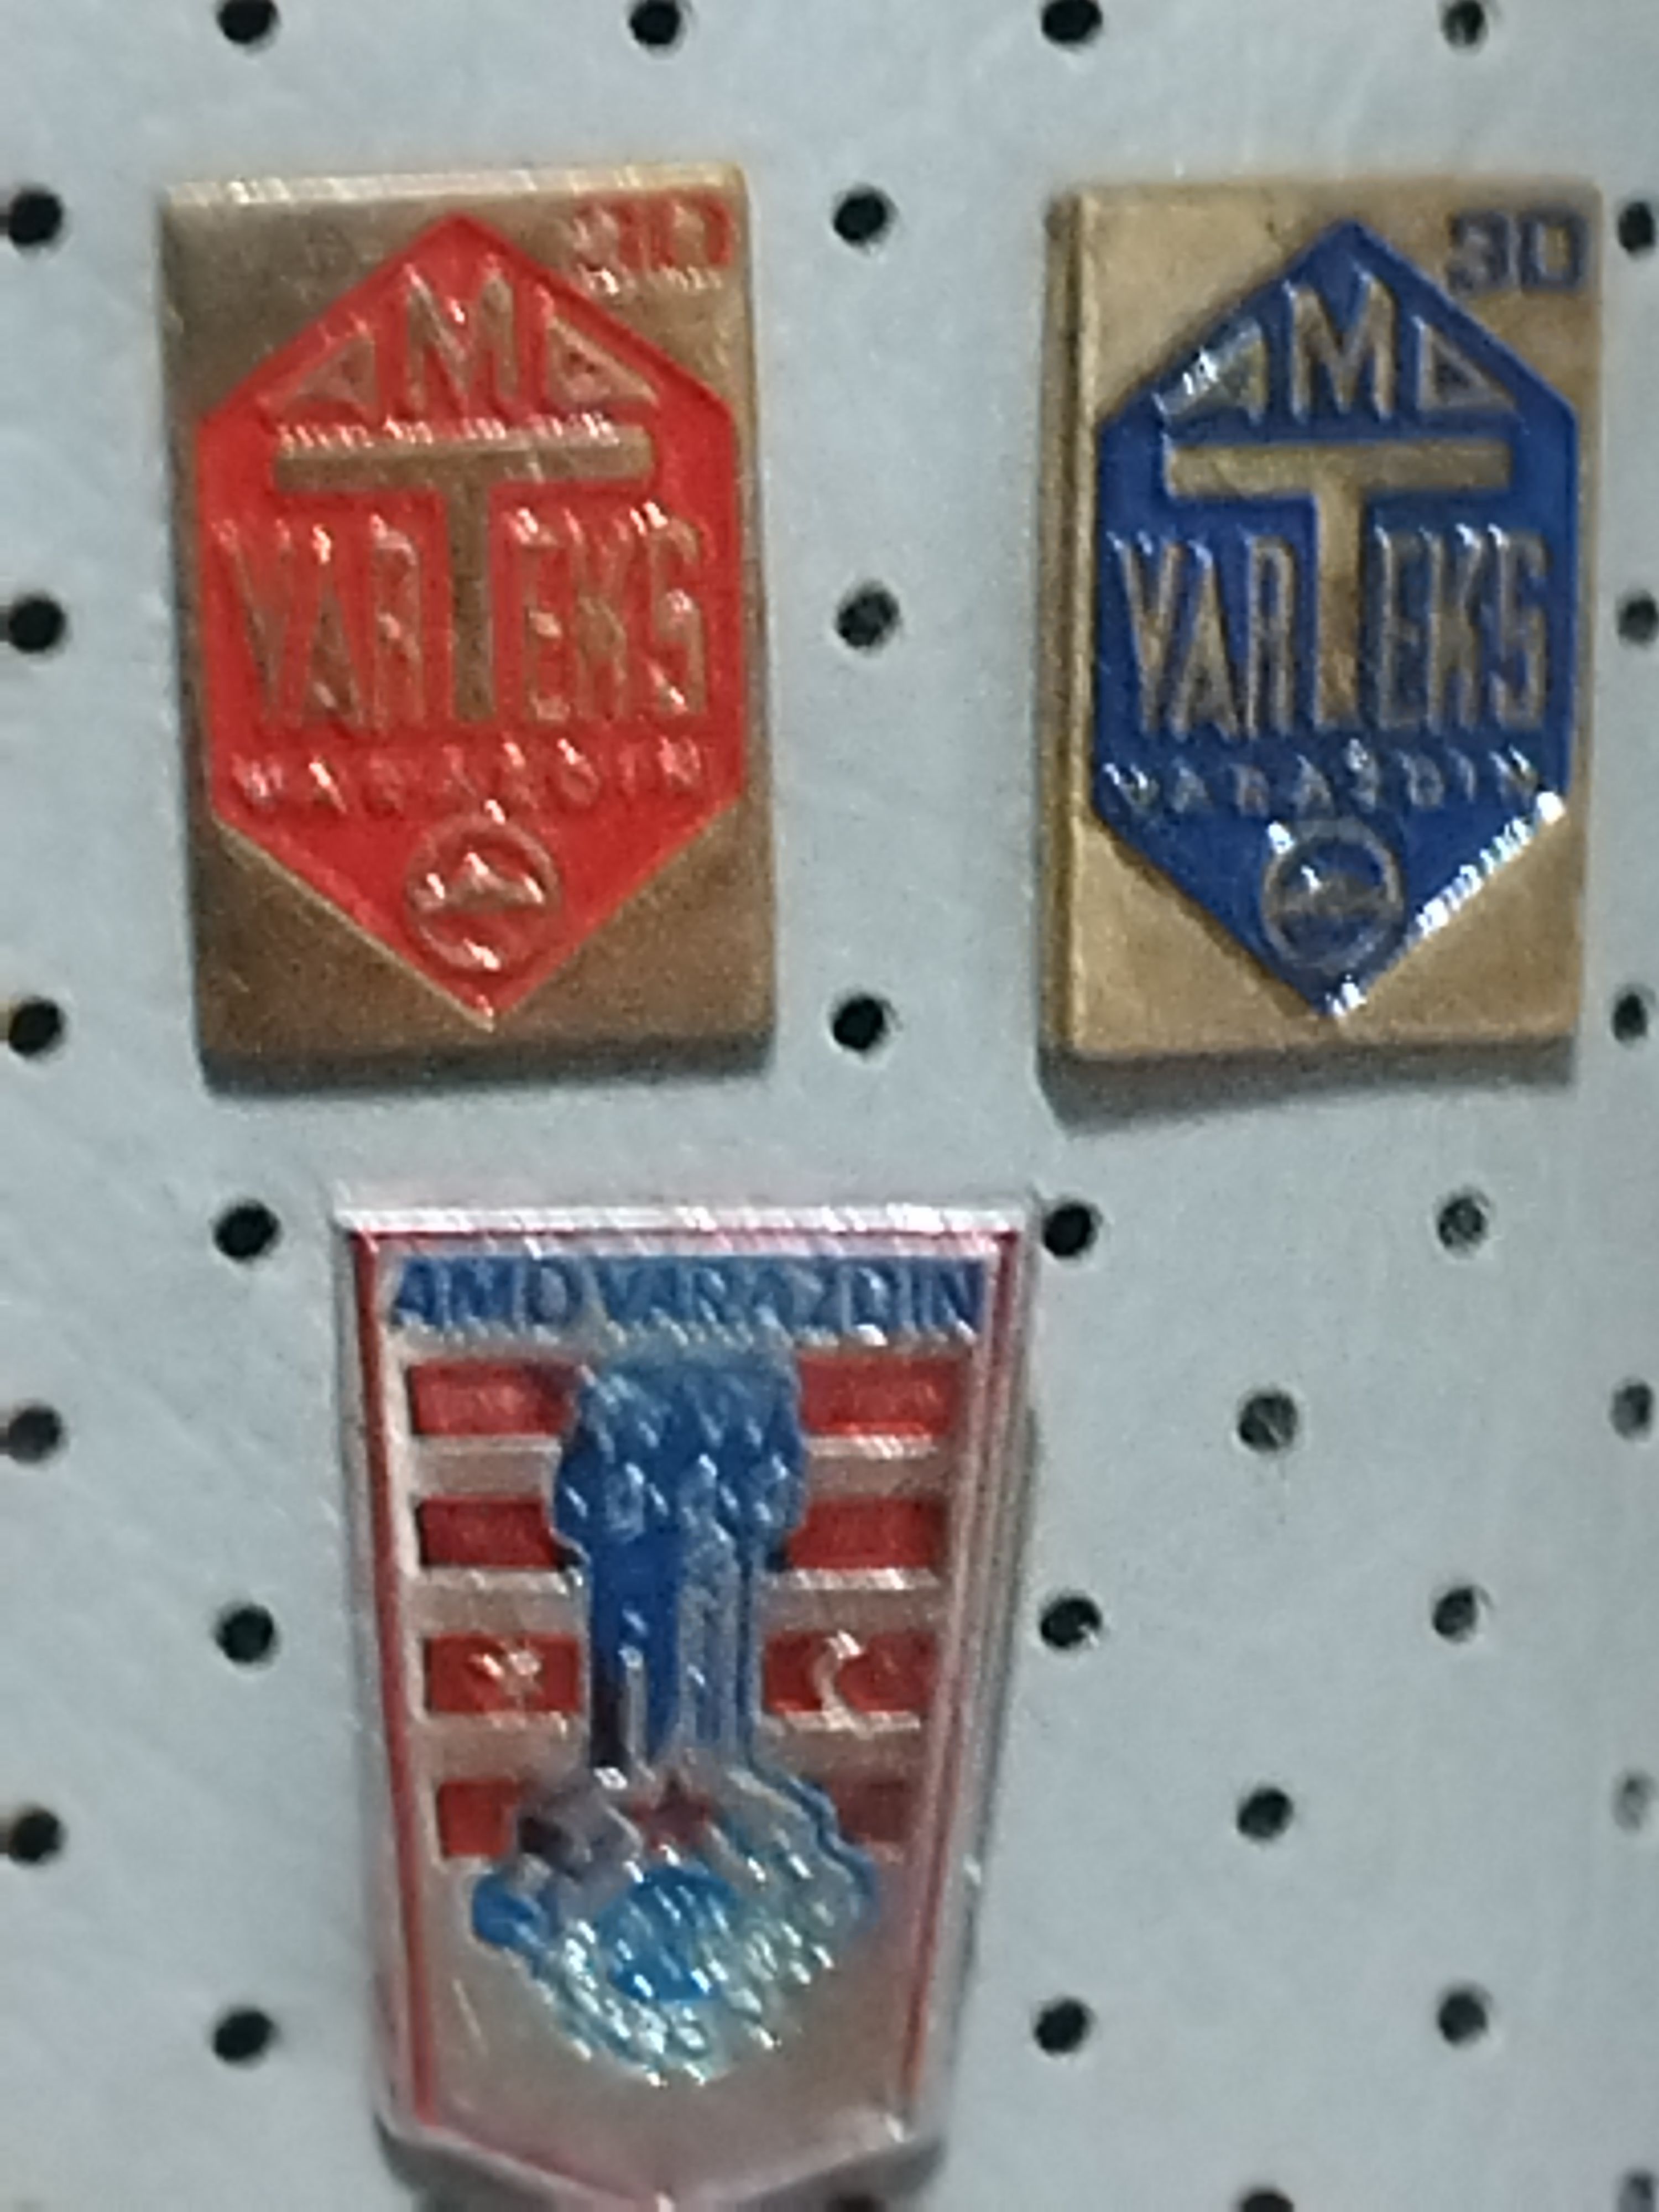 30
AMD
T
VARTEKS
VARAŽDIN
30
AMD
T
VARTEKS
VARAŽDIN
AMD VARAŽDIN